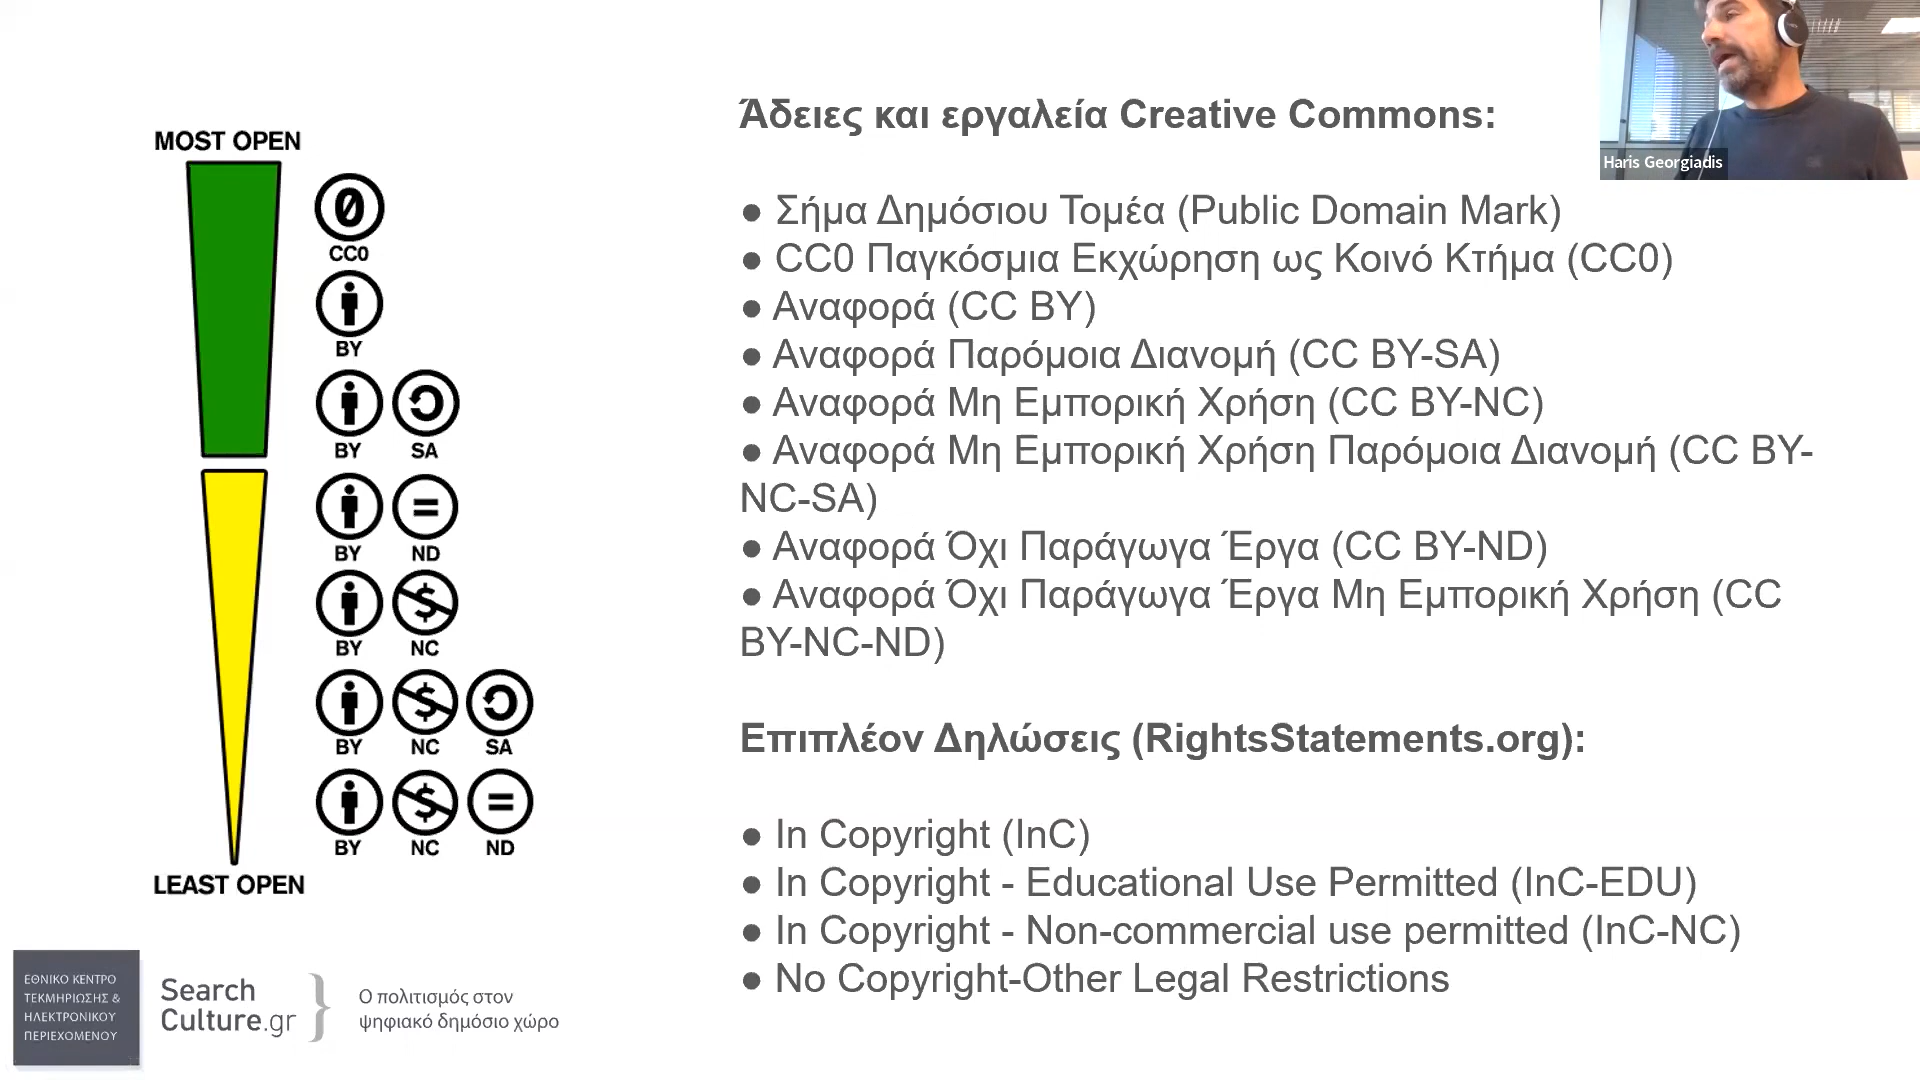 MOST OPEN
CC0
BY
BY SA
BY ND
BY NC
BY NC SA
BY NC ND
LEAST OPEN
Άδειες και εργαλεία Creative Commons:
● Σήμα Δημόσιου Τομέα (Public Domain Mark)
● CC0 Παγκόσμια Εκχώρηση ως Κοινό Κτήμα (CC0)
● Αναφορά (CC BY)
● Αναφορά Παρόμοια Διανομή (CC BY-SA)
● Αναφορά Μη Εμπορική Χρήση (CC BY-NC)
● Αναφορά Μη Εμπορική Χρήση Παρόμοια Διανομή (CC BY-
NC-SA)
● Αναφορά Όχι Παράγωγα Έργα (CC BY-ND)
● Αναφορά Όχι Παράγωγα Έργα Μη Εμπορική Χρήση (CC
BY-NC-ND)
Επιπλέον Δηλώσεις (RightsStatements.org):
● In Copyright (InC)
● In Copyright - Educational Use Permitted (InC-EDU)
● In Copyright - Non-commercial use permitted (InC-NC)
● No Copyright-Other Legal Restrictions
Haris Georgiadis
ΕΘΝΙΚΟ ΚΕΝΤΡΟ
ΤΕΚΜΗΡΙΩΣΗΣ &
ΗΛΕΚΤΡΟΝΙΚΟΥ
ΠΕΡΙΕΧΟΜΕΝΟΥ
Search
Culture.gr
Ο πολιτισμός στον
ψηφιακό δημόσιο χώρο